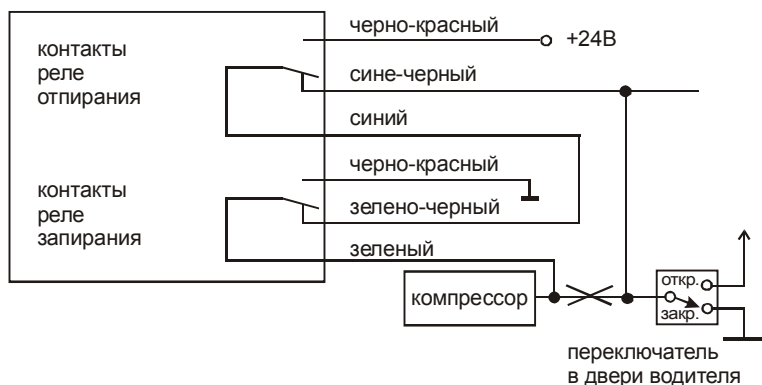 контакты
реле
отпирания
черно-красный
+24В
сине-черный
синий
контакты
реле
запирания
черно-красный
зелено-черный
зеленый
компрессор
откр.
закр.
переключатель
в двери водителя